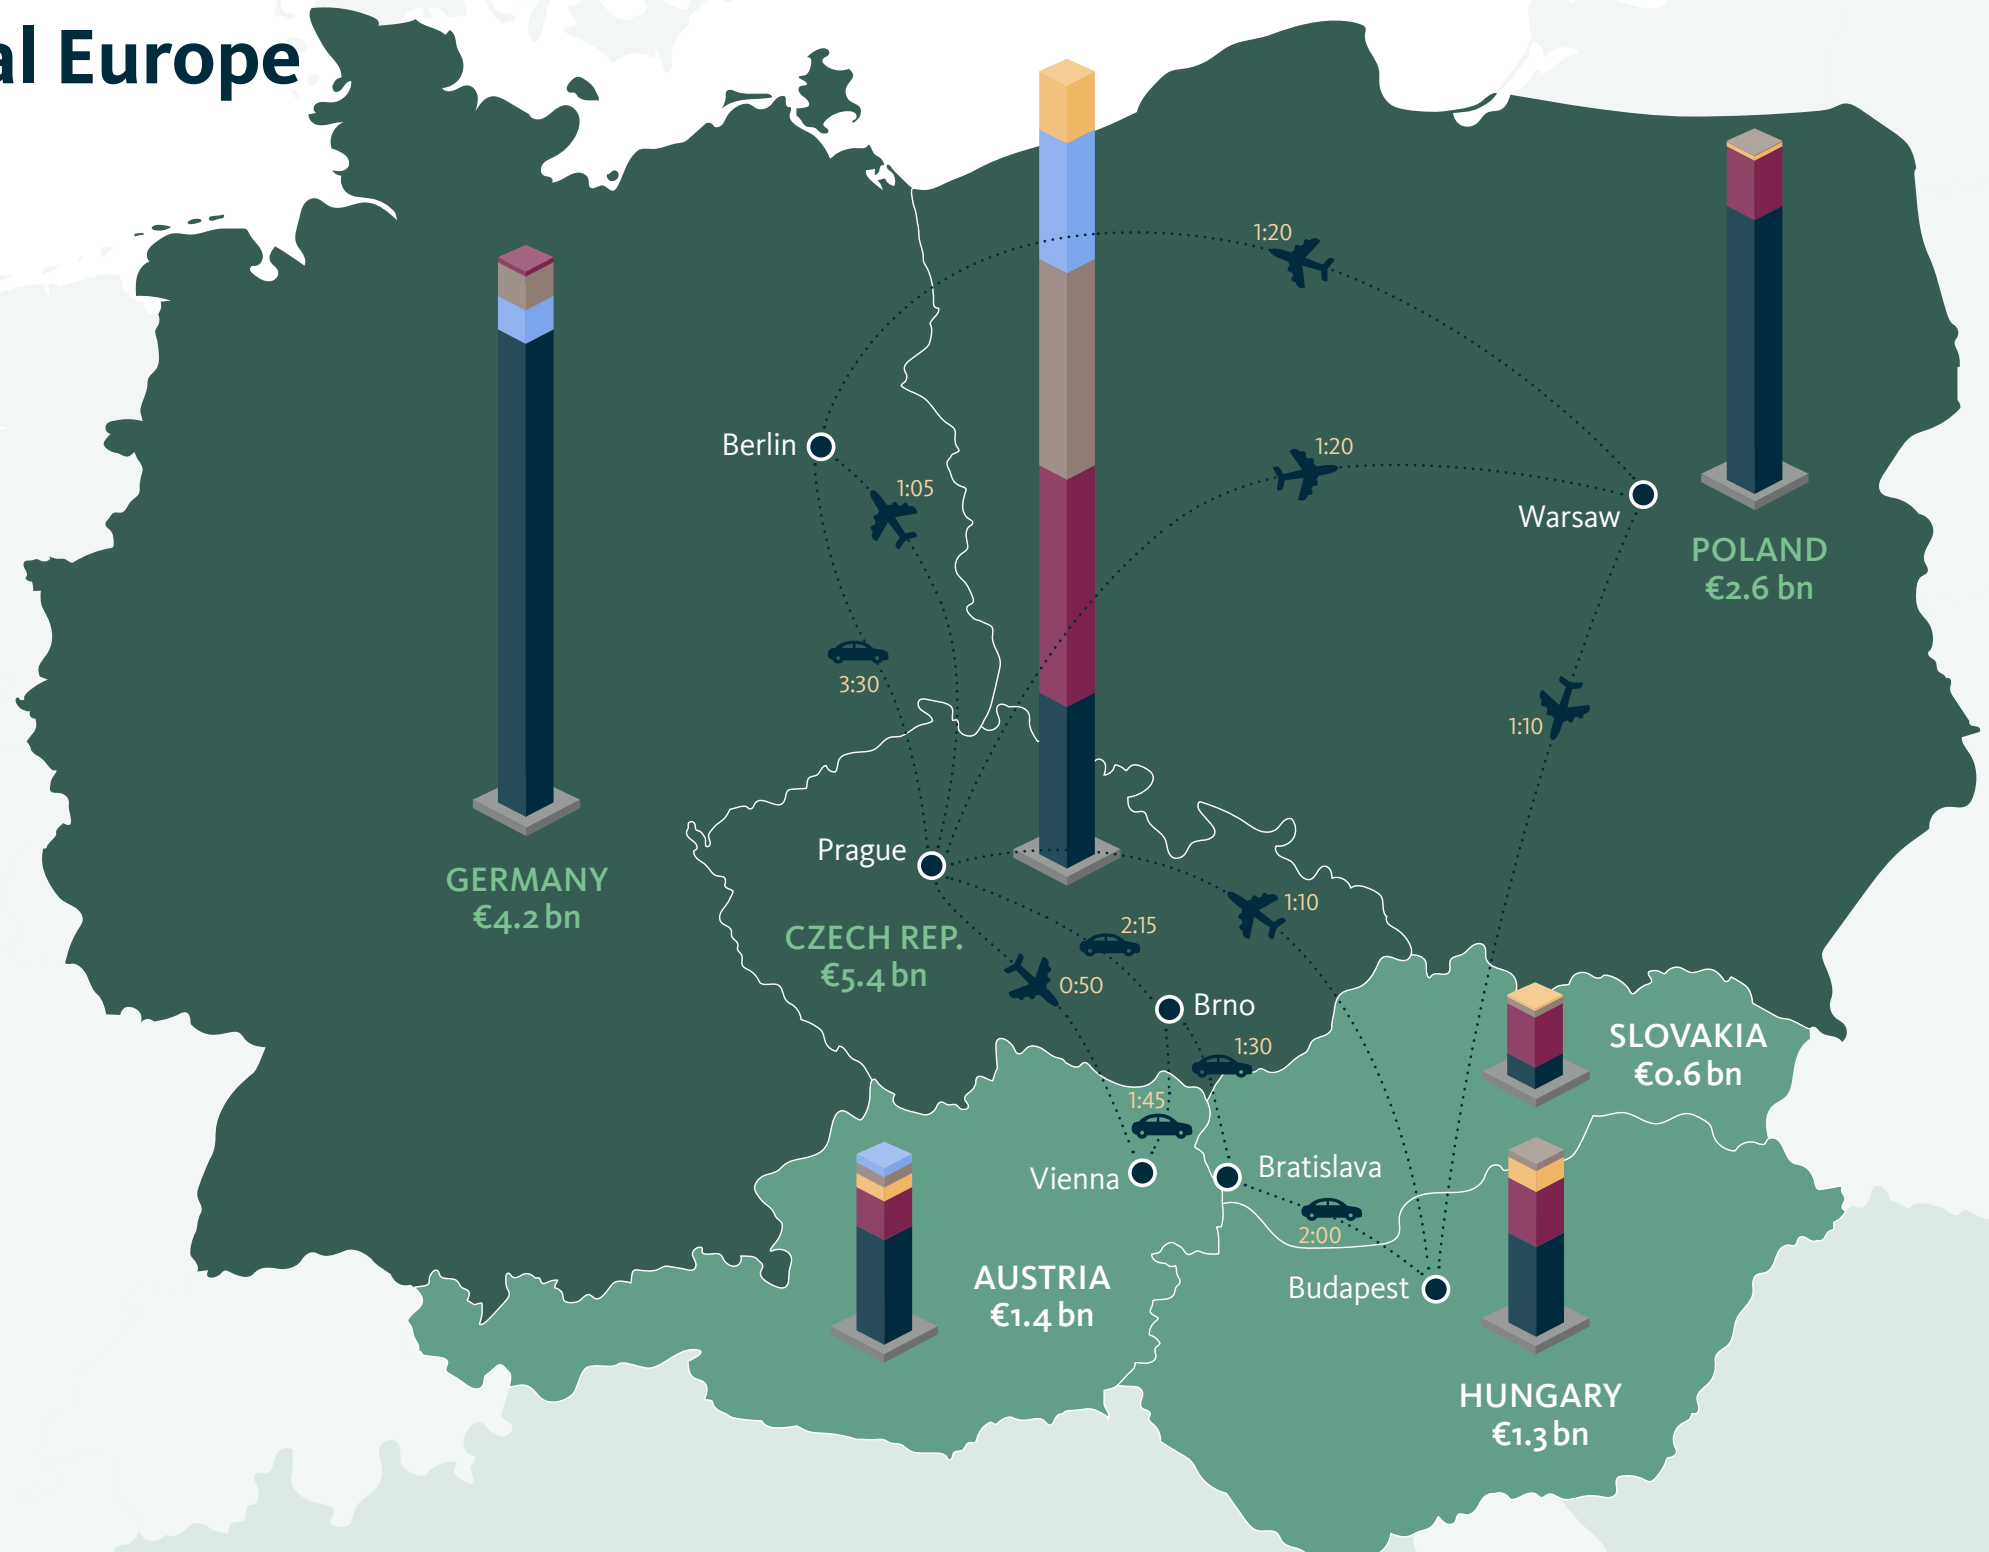 al Europe
1:20
Berlin
1:20
1:05
Warsaw
POLAND
€2.6 bn
3:30
1:10
Prague
GERMANY
€4.2 bn
1:10
CZECH REP.
€5.4 bn
2:15
0:50
Brno
SLOVAKIA
€0.6 bn
1:30
1:45
Vienna
Bratislava
2:00
AUSTRIA
€1.4 bn
Budapest
HUNGARY
€1.3 bn